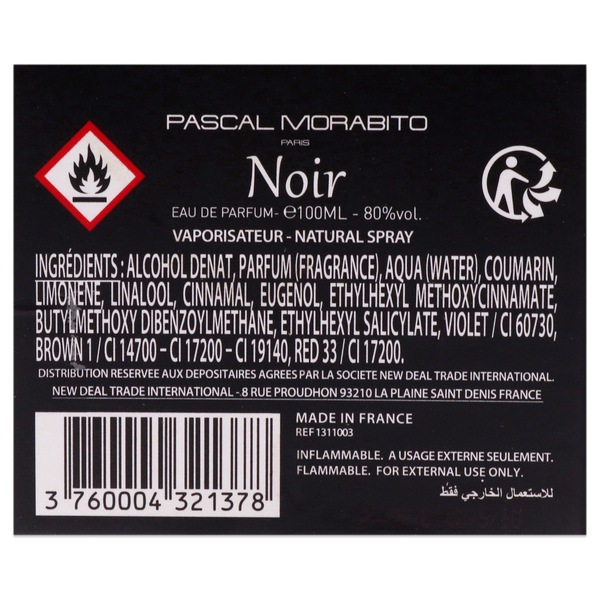 PASCAL MORABITO
PARIS
Noir
EAU DE PARFUM- ℮100ML - 80%vol.
VAPORISATEUR - NATURAL SPRAY
INGRÉDIENTS : ALCOHOL DENAT, PARFUM (FRAGRANCE), AQUA (WATER), COUMARIN,
LIMONENE, LINALOOL, CINNAMAL, EUGENOL, ETHYLHEXYL METHOXYCINNAMATE,
BUTYLMETHOXY DIBENZOYLMETHANE, ETHYLHEXYL SALICYLATE, VIOLET / CI 60730,
BROWN 1 / CI 14700 – CI 17200 – CI 19140, RED 33 / CI 17200.
DISTRIBUTION RESERVEE AUX DEPOSITAIRES AGREES PAR LA SOCIETE NEW DEAL TRADE INTERNATIONAL.
NEW DEAL TRADE INTERNATIONAL - 8 RUE PROUDHON 93210 LA PLAINE SAINT DENIS FRANCE
MADE IN FRANCE
REF 1311003
INFLAMMABLE. A USAGE EXTERNE SEULEMENT.
FLAMMABLE. FOR EXTERNAL USE ONLY.
للاستعمال الخارجي فقط
3 760004 321378